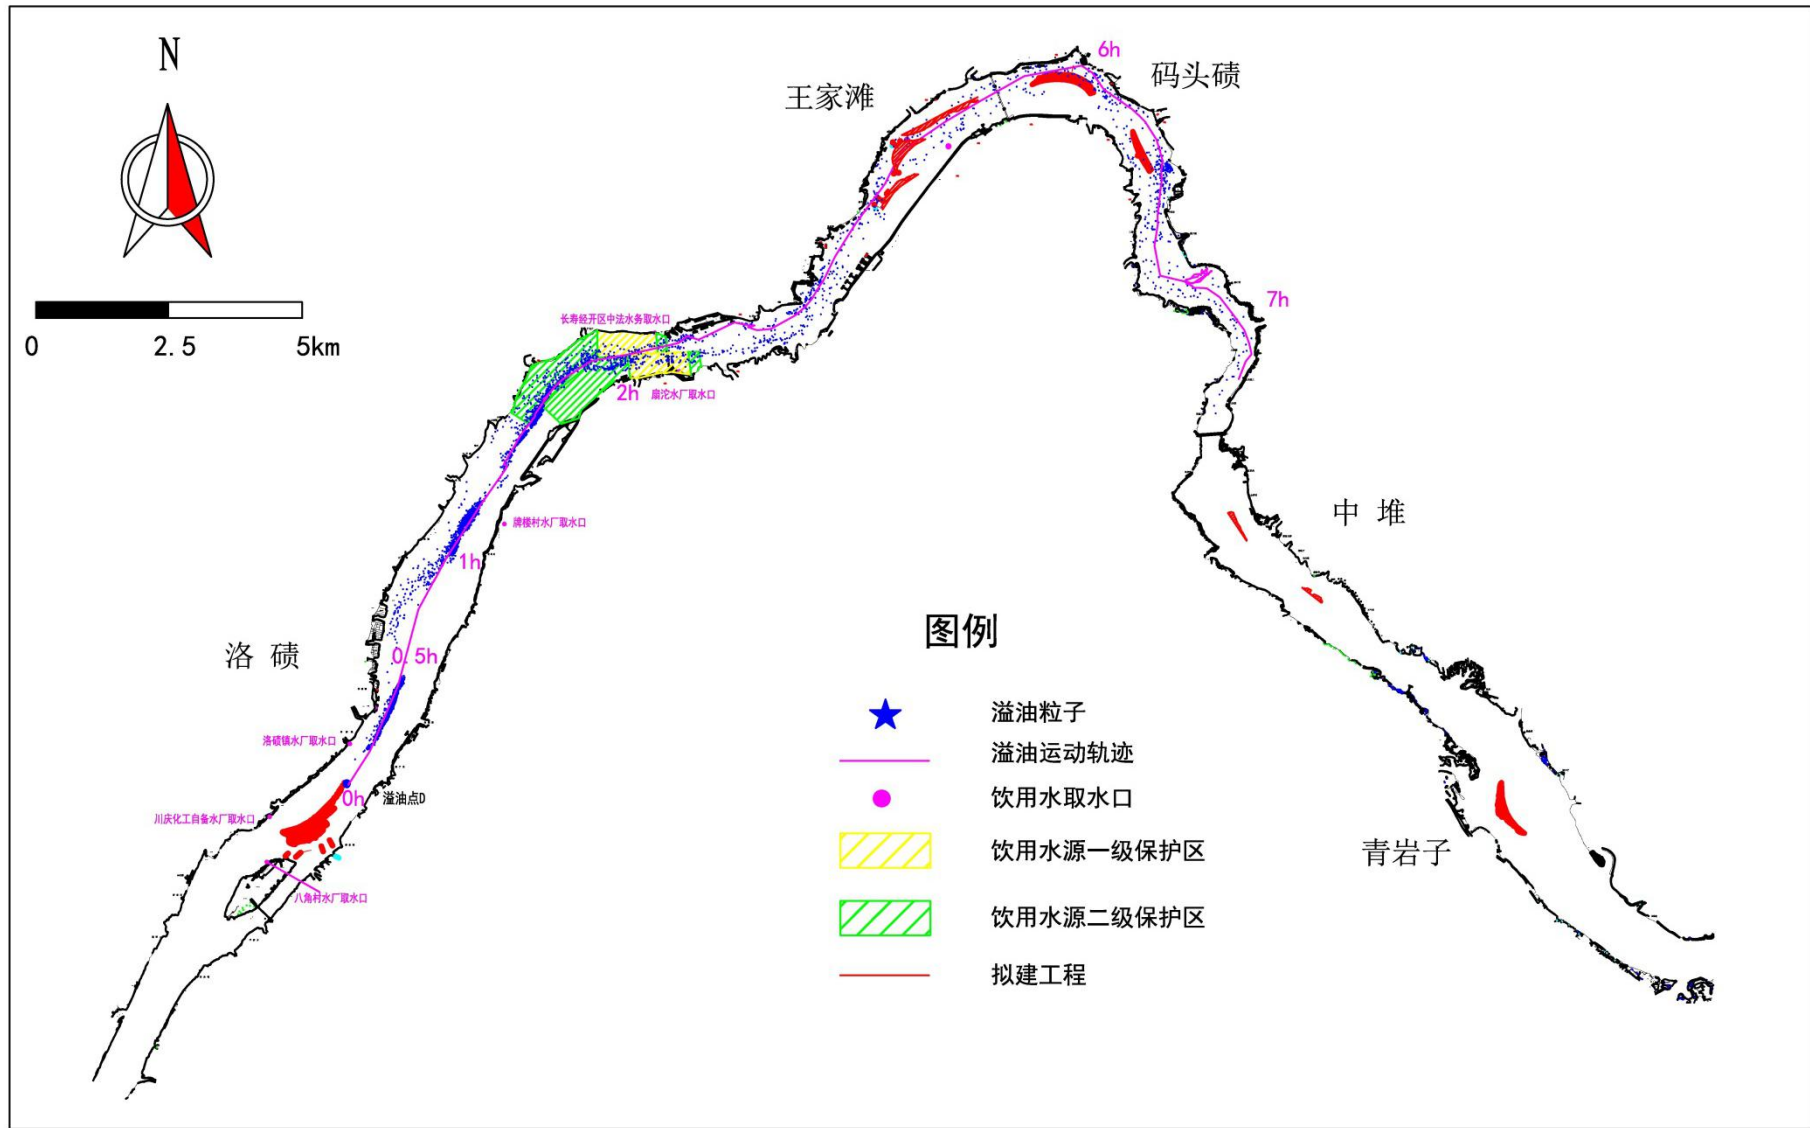 N
0 2.5 5km
6h
码头碛
王家滩
7h
长寿经开区中法水务取水口
2h
扇沱水厂取水口
牌楼村水厂取水口
中 堆
1h
洛 碛
0.5h
洛碛镇水厂取水口
0h
溢油点D
川庆化工自备水厂取水口
八角村水厂取水口
青岩子
图例
溢油粒子
溢油运动轨迹
饮用水取水口
饮用水源一级保护区
饮用水源二级保护区
拟建工程